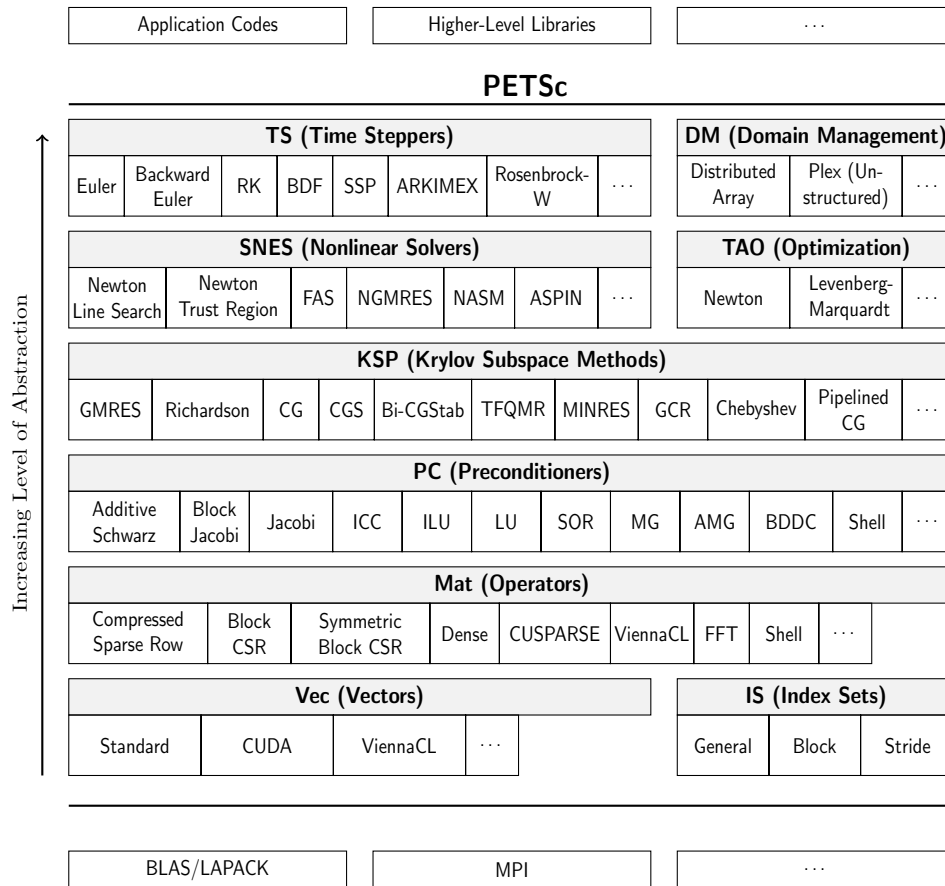 Application Codes
Higher-Level Libraries
· · ·
PETSc
Increasing Level of Abstraction
TS (Time Steppers)
Euler
Backward
Euler
RK
BDF
SSP
ARKIMEX
Rosenbrock-
W
· · ·
DM (Domain Management)
Distributed
Array
Plex (Un-
structured)
· · ·
SNES (Nonlinear Solvers)
Newton
Line Search
Newton
Trust Region
FAS
NGMRES
NASM
ASPIN
· · ·
TAO (Optimization)
Newton
Levenberg-
Marquardt
· · ·
KSP (Krylov Subspace Methods)
GMRES
Richardson
CG
CGS
Bi-CGStab
TFQMR
MINRES
GCR
Chebyshev
Pipelined
CG
· · ·
PC (Preconditioners)
Additive
Schwarz
Block
Jacobi
Jacobi
ICC
ILU
LU
SOR
MG
AMG
BDDC
Shell
· · ·
Mat (Operators)
Compressed
Sparse Row
Block
CSR
Symmetric
Block CSR
Dense
CUSPARSE
ViennaCL
FFT
Shell
· · ·
Vec (Vectors)
Standard
CUDA
ViennaCL
· · ·
IS (Index Sets)
General
Block
Stride
BLAS/LAPACK
MPI
· · ·